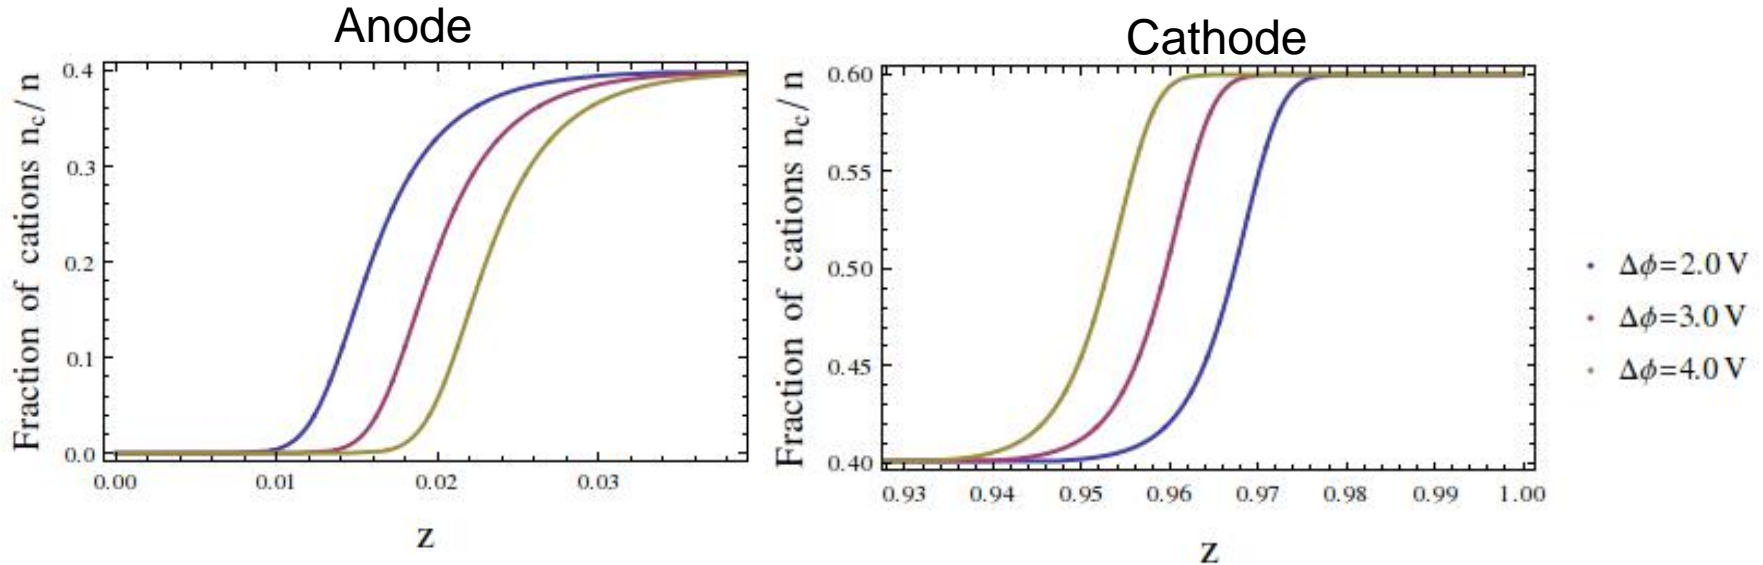 Anode
Cathode
Fraction of cations n_c/ n
0.4
0.3
0.2
0.1
0.0
0.00 0.01 0.02 0.03
z
Fraction of cations n_c/ n
0.60
0.55
0.50
0.45
0.40
0.93 0.94 0.95 0.96 0.97 0.98 0.99 1.00
z
Δϕ=2.0 V
Δϕ=3.0 V
Δϕ=4.0 V